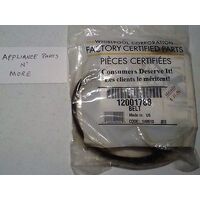 APPLIANCE PARTS
N'
MORE
WHIRLPOOL CORPORATION
FACTORY CERTIFIED PARTS
PIÈCES CERTIFIÉES
Consumers Deserve It!
Les clients le méritent!
12001788
BELT
Made in: US